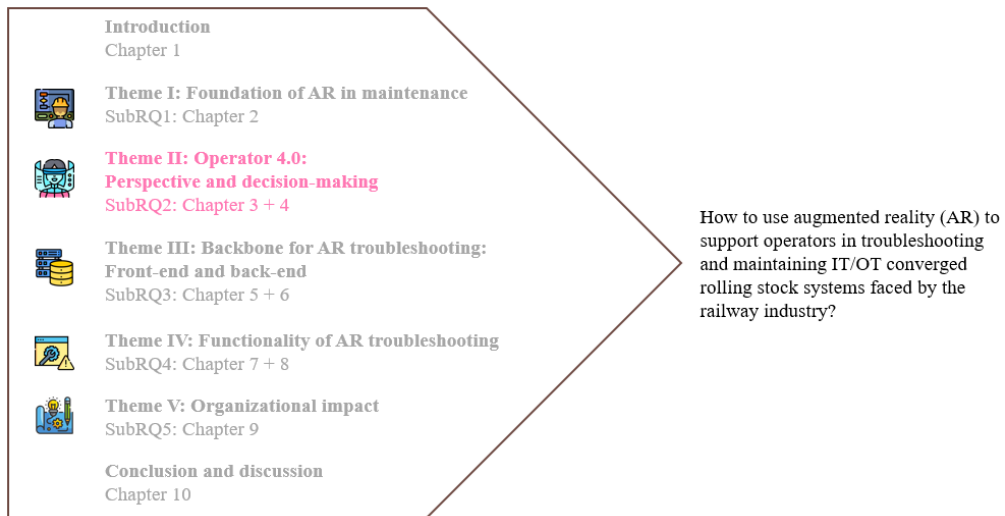 Introduction
Chapter 1
Theme I: Foundation of AR in maintenance
SubRQ1: Chapter 2
Theme II: Operator 4.0:
Perspective and decision-making
SubRQ2: Chapter 3 + 4
Theme III: Backbone for AR troubleshooting:
Front-end and back-end
SubRQ3: Chapter 5 + 6
Theme IV: Functionality of AR troubleshooting
SubRQ4: Chapter 7 + 8
Theme V: Organizational impact
SubRQ5: Chapter 9
Conclusion and discussion
Chapter 10
How to use augmented reality (AR) to
support operators in troubleshooting
and maintaining IT/OT converged
rolling stock systems faced by the
railway industry?